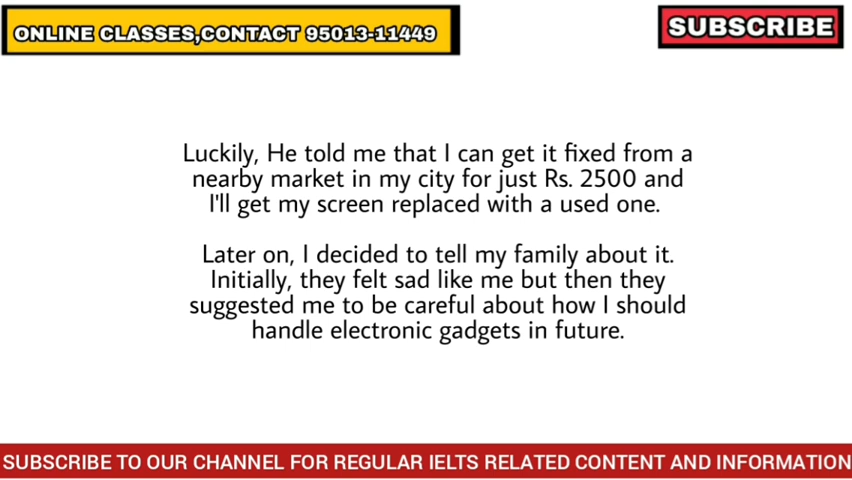 ONLINE CLASSES,CONTACT 95013-11449
SUBSCRIBE
Luckily, He told me that I can get it fixed from a
nearby market in my city for just Rs. 2500 and
I'll get my screen replaced with a used one.
Later on, I decided to tell my family about it.
Initially, they felt sad like me but then they
suggested me to be careful about how I should
handle electronic gadgets in future.
SUBSCRIBE TO OUR CHANNEL FOR REGULAR IELTS RELATED CONTENT AND INFORMATION